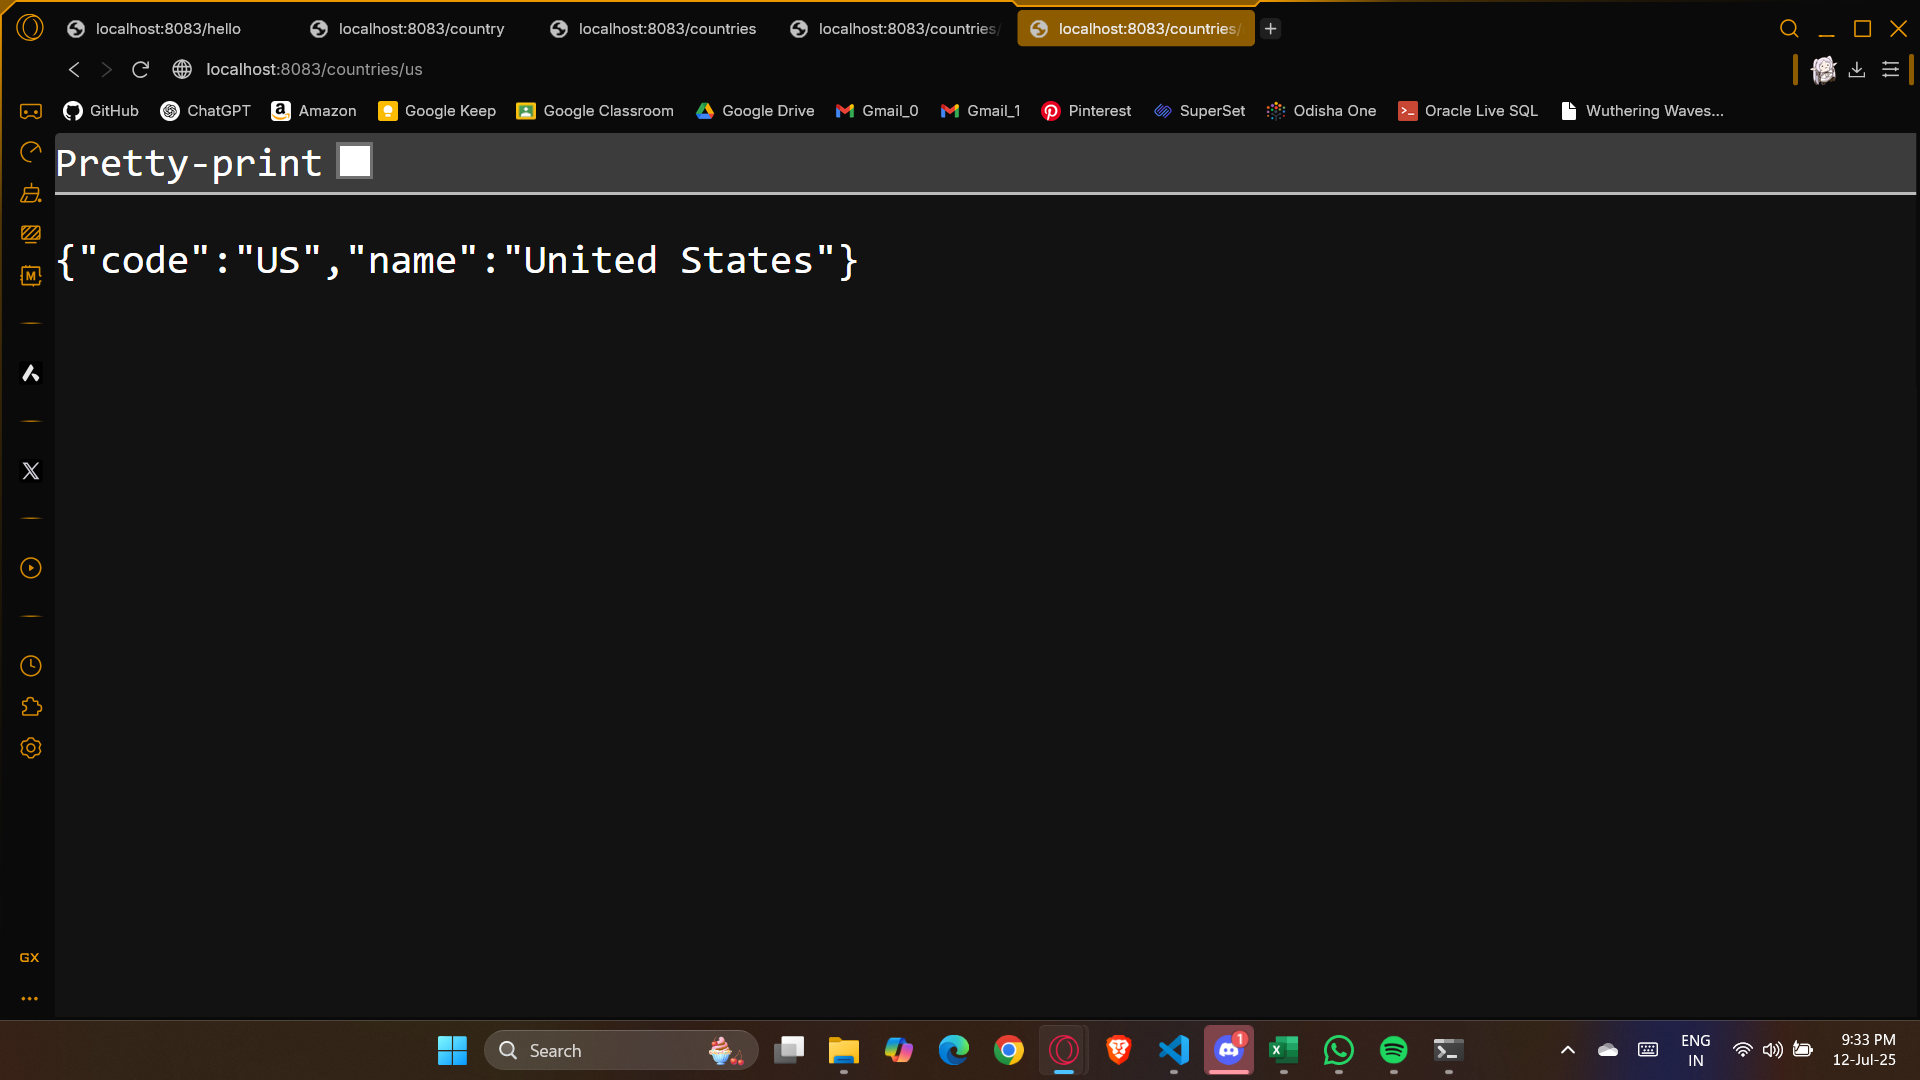 localhost:8083/hello
localhost:8083/country
localhost:8083/countries
localhost:8083/countries/
localhost:8083/countries/
localhost:8083/countries/us
GitHub
ChatGPT
Amazon
Google Keep
Google Classroom
Google Drive
Gmail_0
Gmail_1
Pinterest
SuperSet
Odisha One
Oracle Live SQL
Wuthering Waves...
Pretty-print
{"code":"US","name":"United States"}
M
GX
Search
1
ENG
IN
9:33 PM
12-Jul-25